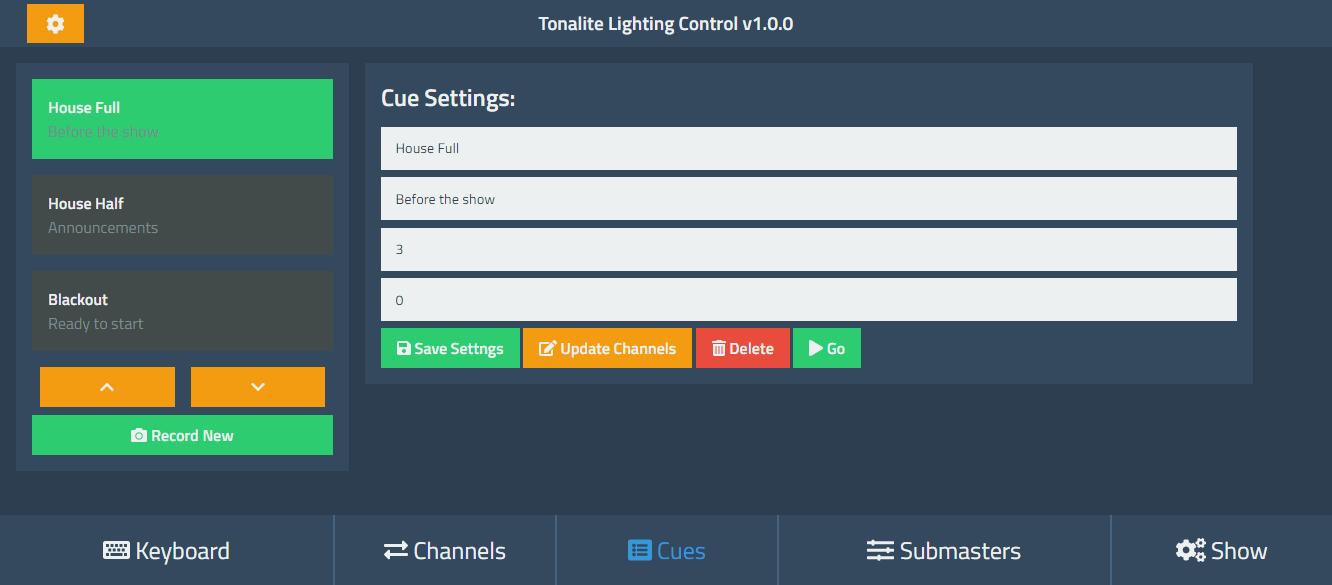 Tonalite Lighting Control v1.0.0
House Full
Before the show
House Half
Announcements
Blackout
Ready to start
Record New
Cue Settings:
House Full
Before the show
3
0
Save Settngs
Update Channels
Delete
Go
Keyboard
Channels
Cues
Submasters
Show